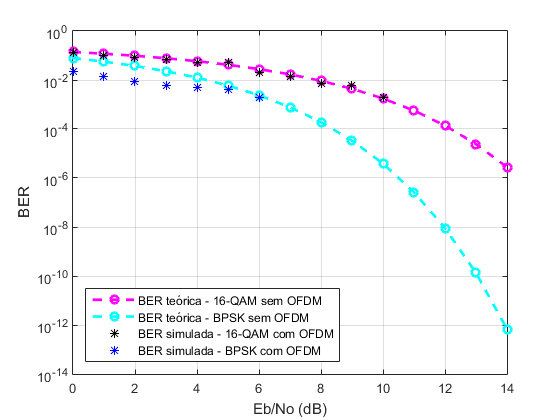 10^0
10^-2
10^-4
10^-6
10^-8
10^-10
10^-12
10^-14
BER
BER teórica - 16-QAM sem OFDM
BER teórica - BPSK sem OFDM
BER simulada - 16-QAM com OFDM
BER simulada - BPSK com OFDM
0 2 4 6 8 10 12 14
Eb/No (dB)